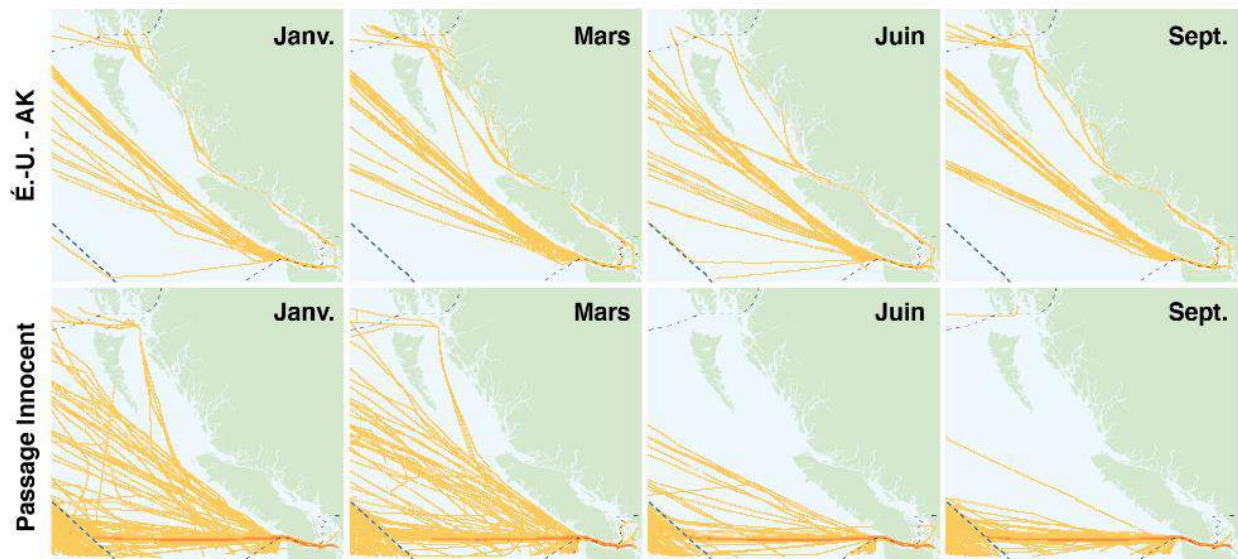 Janv.
Mars
Juin
Sept.
É.-U. - AK
Janv.
Mars
Juin
Sept.
Passage Innocent